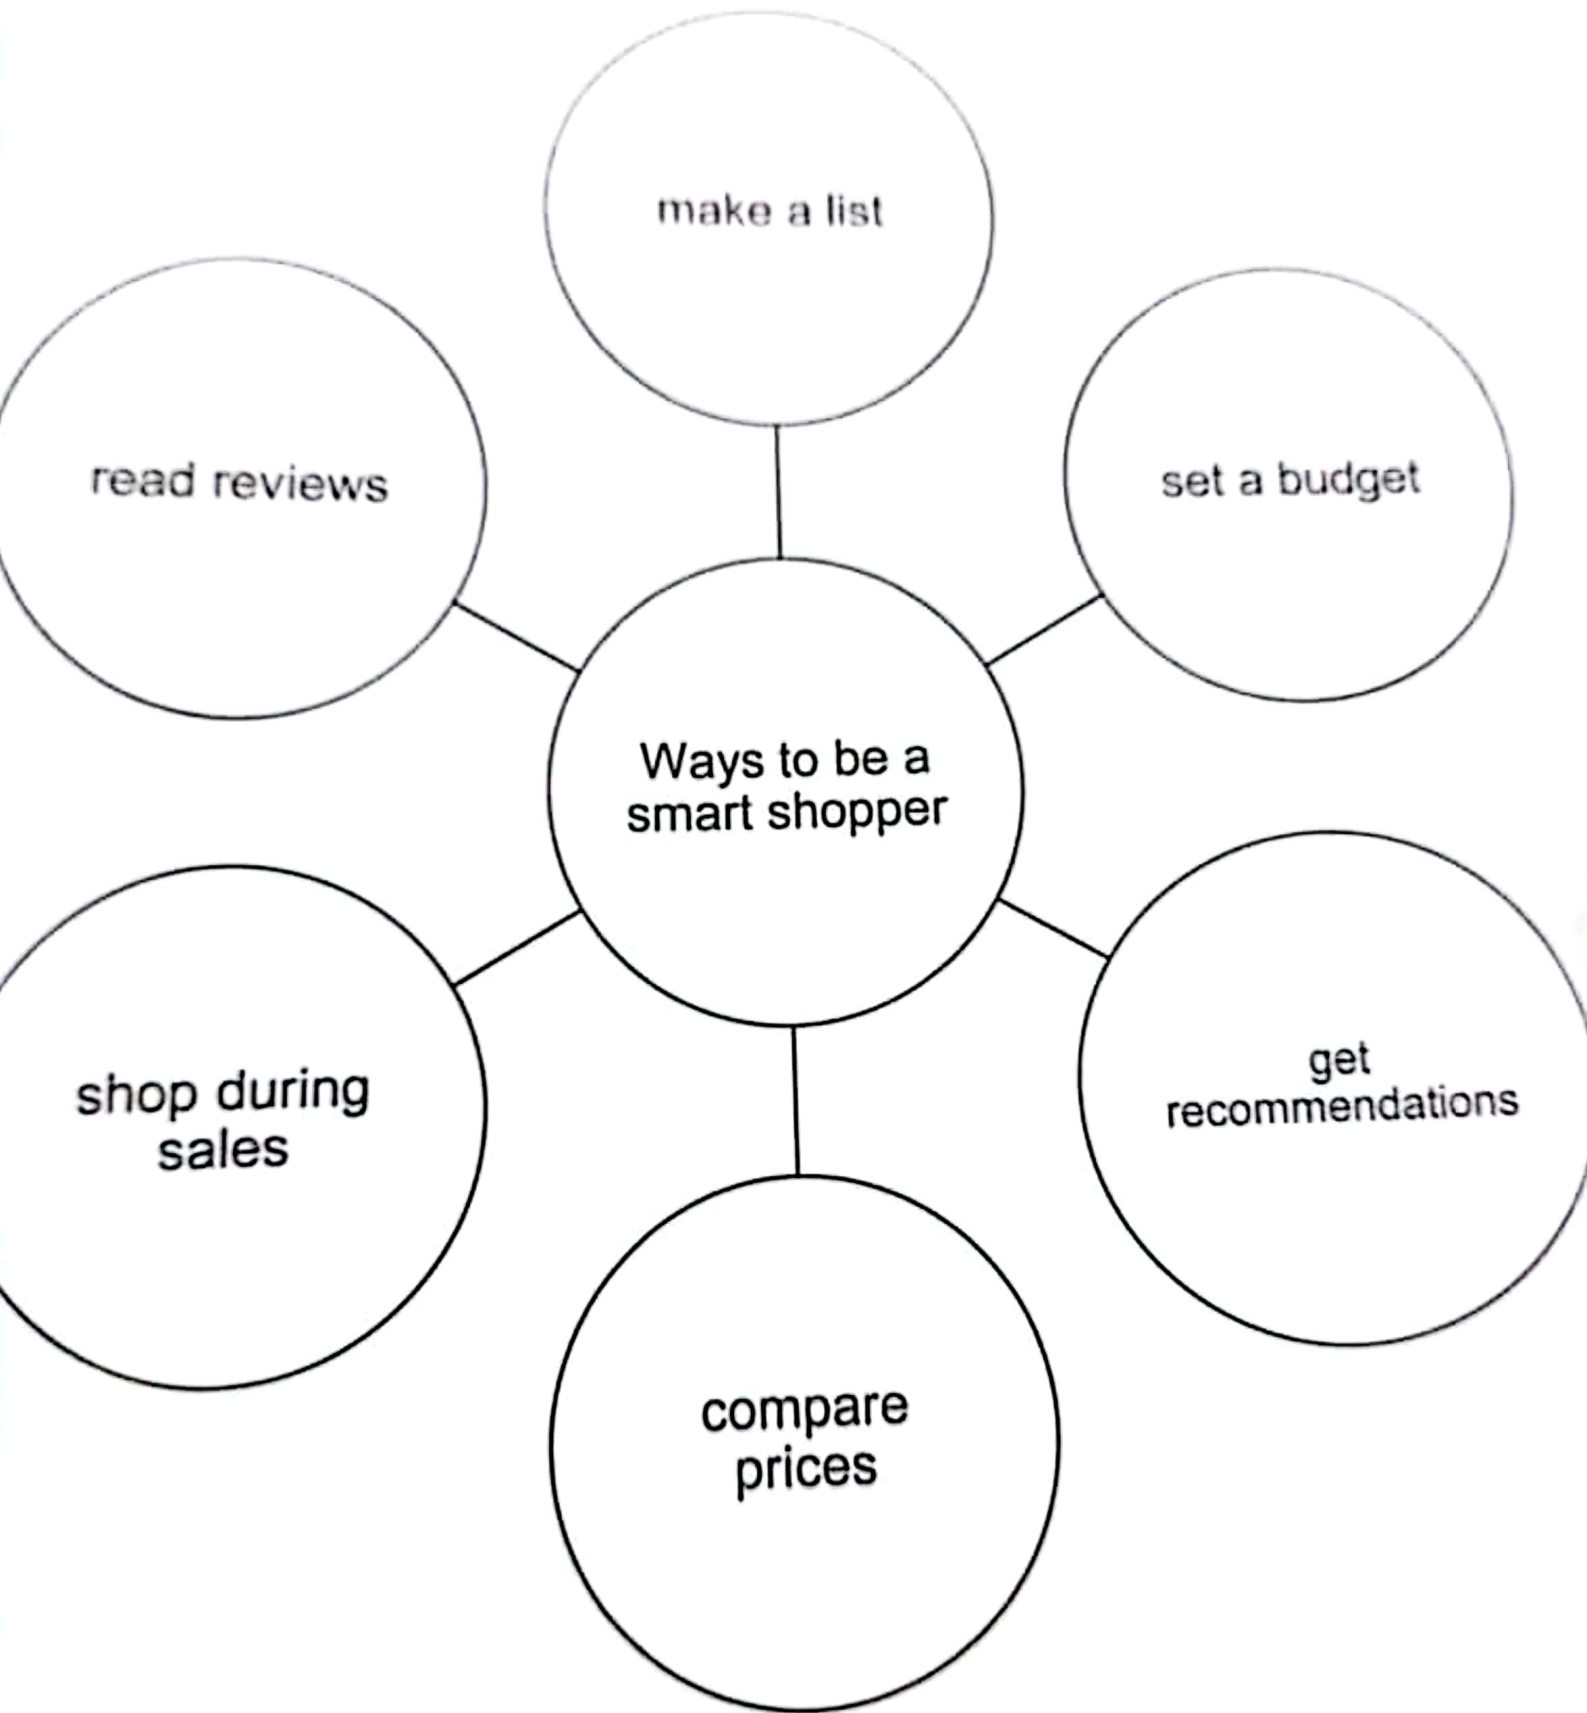 make a list
read reviews
set a budget
Ways to be a
smart shopper
shop during
sales
get
recommendations
compare
prices